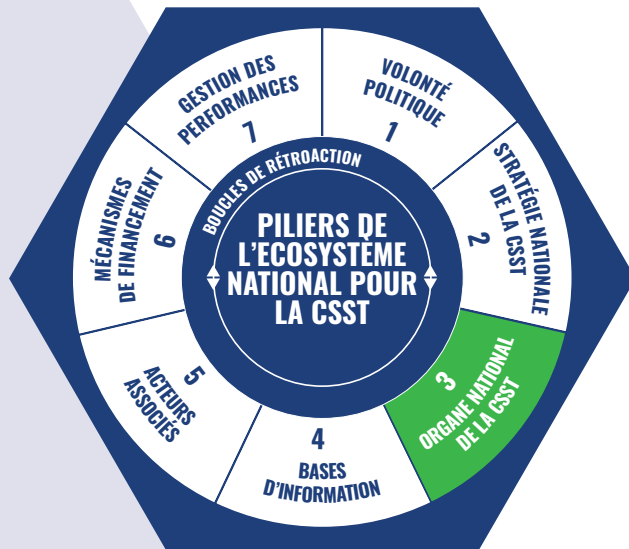 PILIERS DE
L'ECOSYSTÈME
NATIONAL POUR
LA CSST
BOUCLES DE RÉTROACTION
VOLONTÉ
POLITIQUE
1
STRATÉGIE NATIONALE
DE LA CSST
2
3
ORGANE NATIONAL
DE LA CSST
4
BASES
D'INFORMATION
5
ACTEURS
ASSOCIÉS
MÉCANISMES
DE FINANCEMENT
6
GESTION DES
PERFORMANCES
7